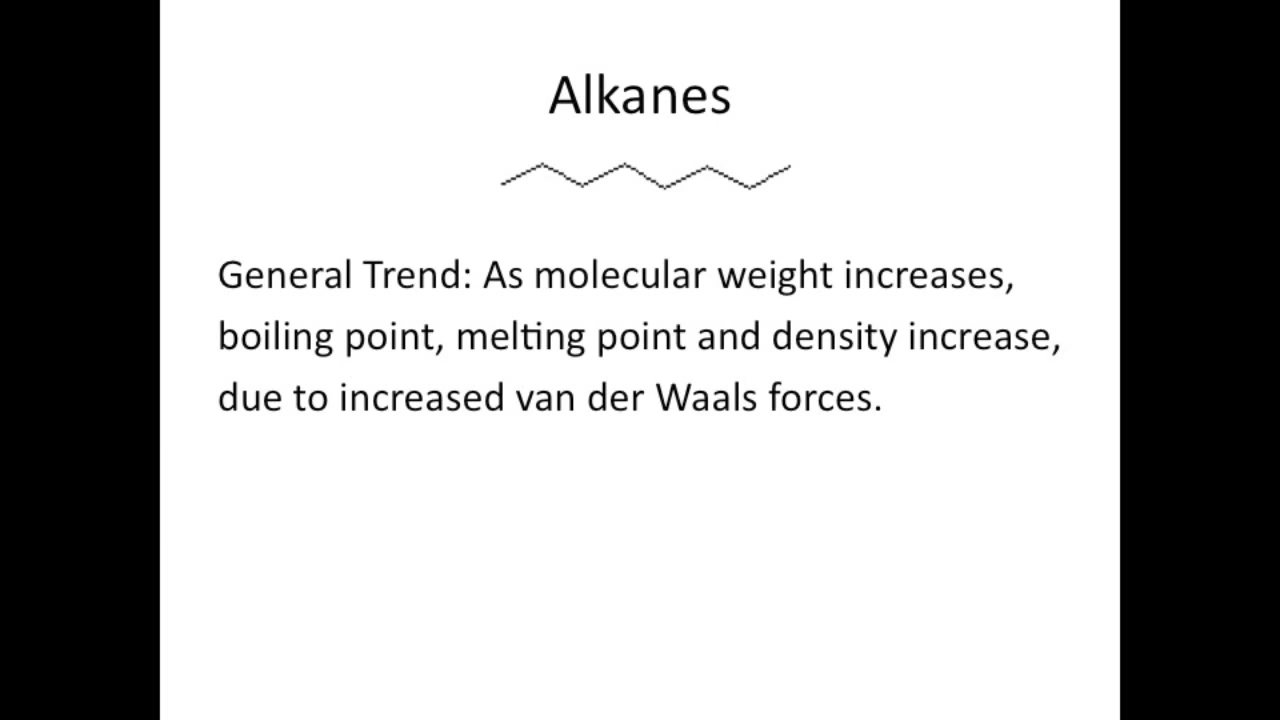 Alkanes
General Trend: As molecular weight increases,
boiling point, melting point and density increase,
due to increased van der Waals forces.